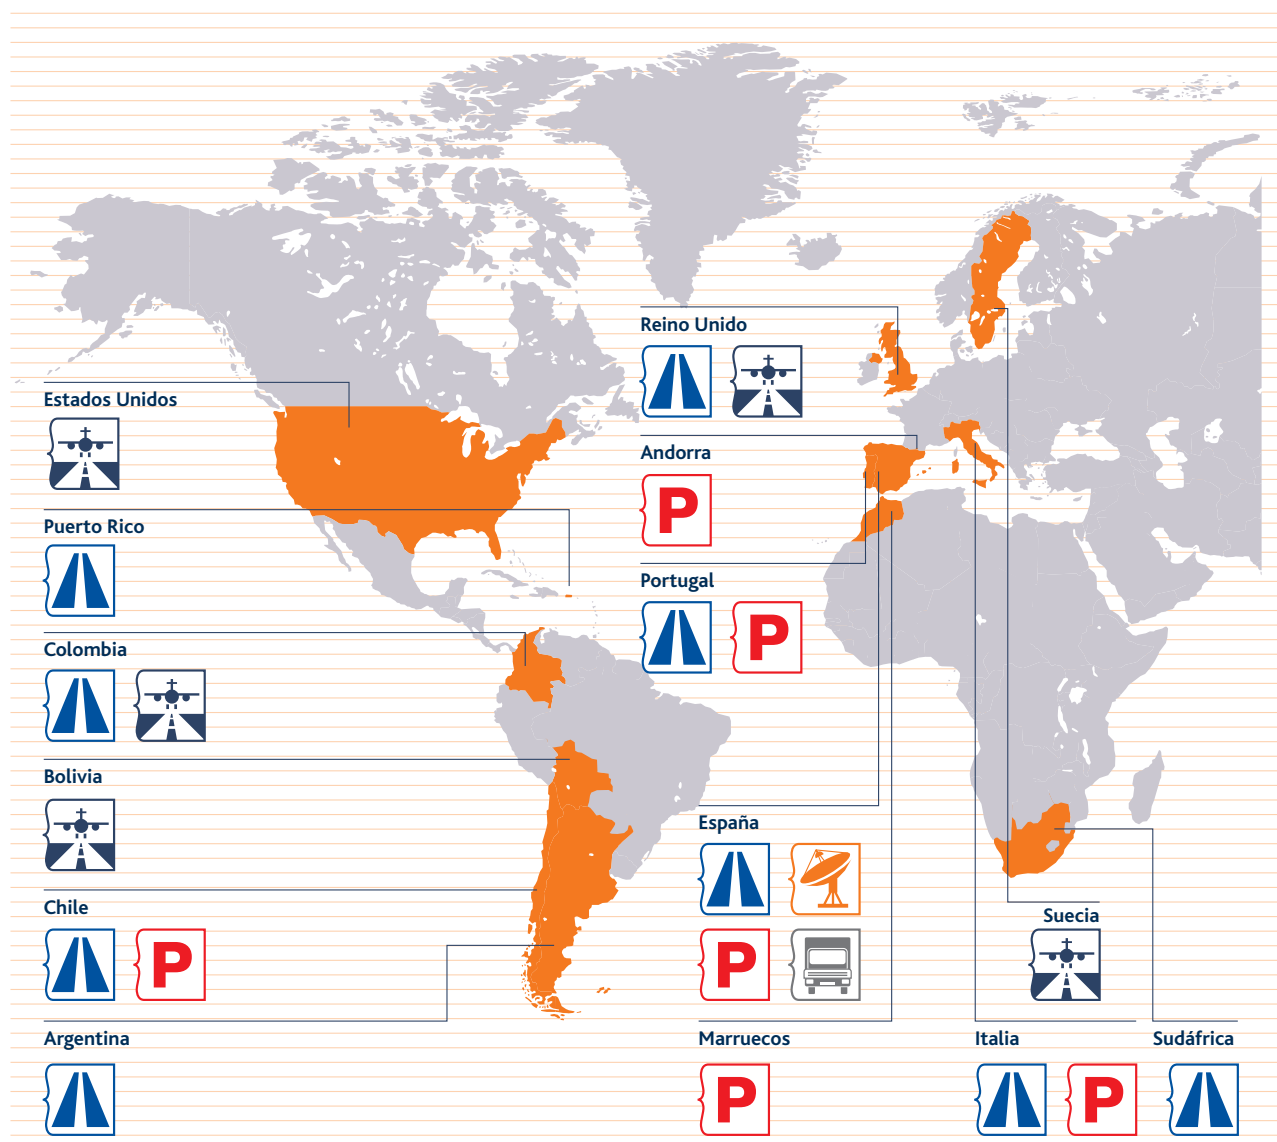 Reino Unido
Estados Unidos
Andorra
P
Puerto Rico
Portugal
P
Colombia
Bolivia
España
P
Chile
P
Suecia
Argentina
Marruecos
P
Italia
P
Sudáfrica